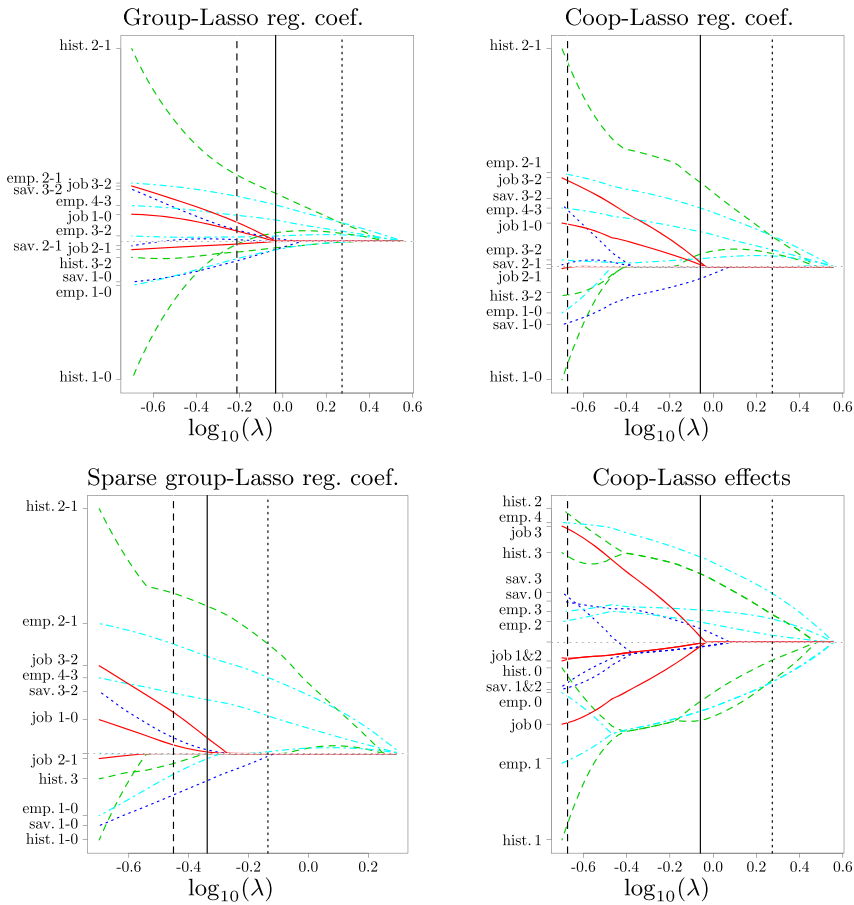 Group-Lasso reg. coef.
hist. 2-1
emp. 2-1
job 3-2
sav. 3-2
emp. 4-3
job 1-0
emp. 3-2
sav. 2-1
job 2-1
hist. 3-2
sav. 1-0
emp. 1-0
hist. 1-0
-0.6 -0.4 -0.2 0.0 0.2 0.4 0.6
log10(λ)
Coop-Lasso reg. coef.
hist. 2-1
emp. 2-1
job 3-2
sav. 3-2
emp. 4-3
job 1-0
emp. 3-2
sav. 2-1
job 2-1
hist. 3-2
emp. 1-0
sav. 1-0
hist. 1-0
-0.6 -0.4 -0.2 0.0 0.2 0.4 0.6
log10(λ)
Sparse group-Lasso reg. coef.
hist. 2-1
emp. 2-1
job 3-2
emp. 4-3
sav. 3-2
job 1-0
job 2-1
hist. 3
emp. 1-0
sav. 1-0
hist. 1-0
-0.6 -0.4 -0.2 0.0 0.2
log10(λ)
Coop-Lasso effects
hist. 2
emp. 4
job 3
hist. 3
sav. 3
sav. 0
emp. 3
emp. 2
job 1&2
hist. 0
sav. 1&2
emp. 0
job 0
emp. 1
hist. 1
-0.6 -0.4 -0.2 0.0 0.2 0.4 0.6
log10(λ)